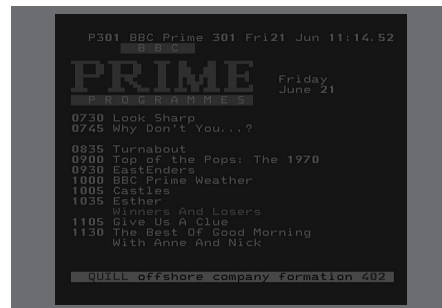 P301 BBC Prime 301 Fri21 Jun 11:14.52
BBC
PRIME
Friday
June 21
PROGRAMMES
0730 Look Sharp
0745 Why Don't You...?
0835 Turnabout
0900 Top of the Pops: The 1970
0930 EastEnders
1000 BBC Prime Weather
1005 Castles
1035 Esther
Winners And Losers
1105 Give Us A Clue
1130 The Best Of Good Morning
With Anne And Nick
QUILL offshore company formation 402